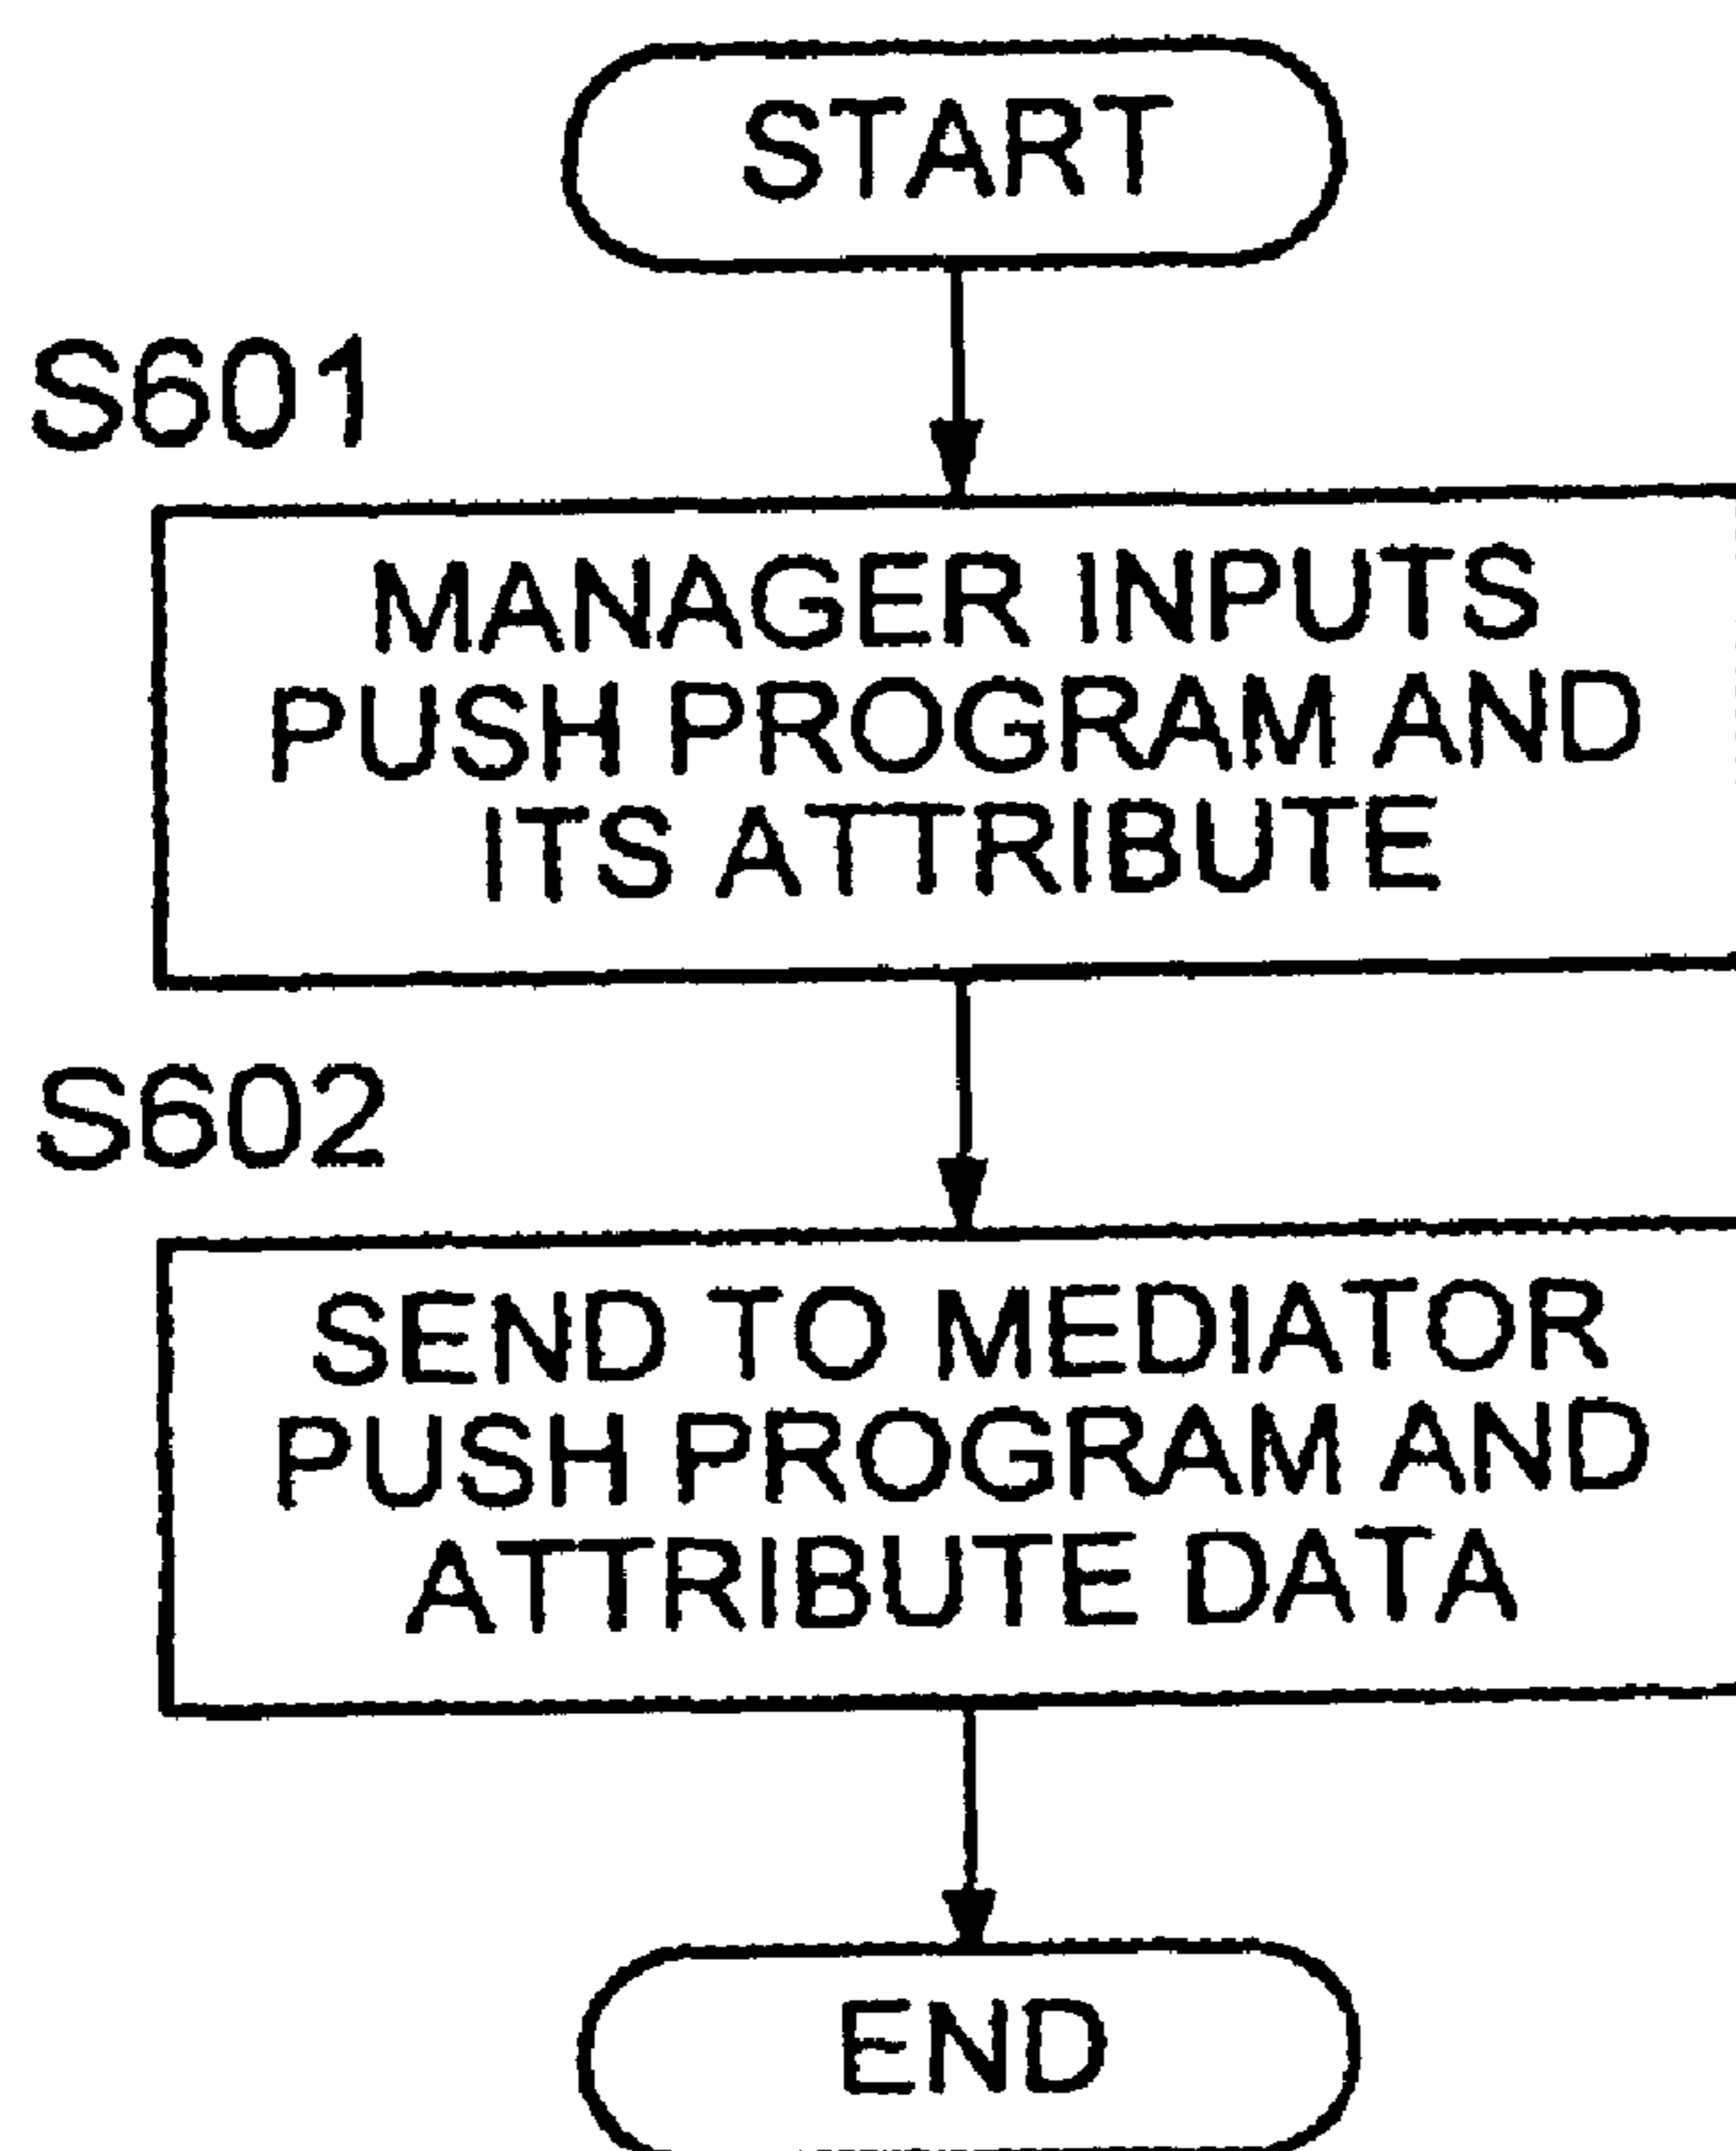 START
S601
MANAGER INPUTS
PUSH PROGRAM AND
ITS ATTRIBUTE
S602
SEND TO MEDIATOR
PUSH PROGRAM AND
ATTRIBUTE DATA
END